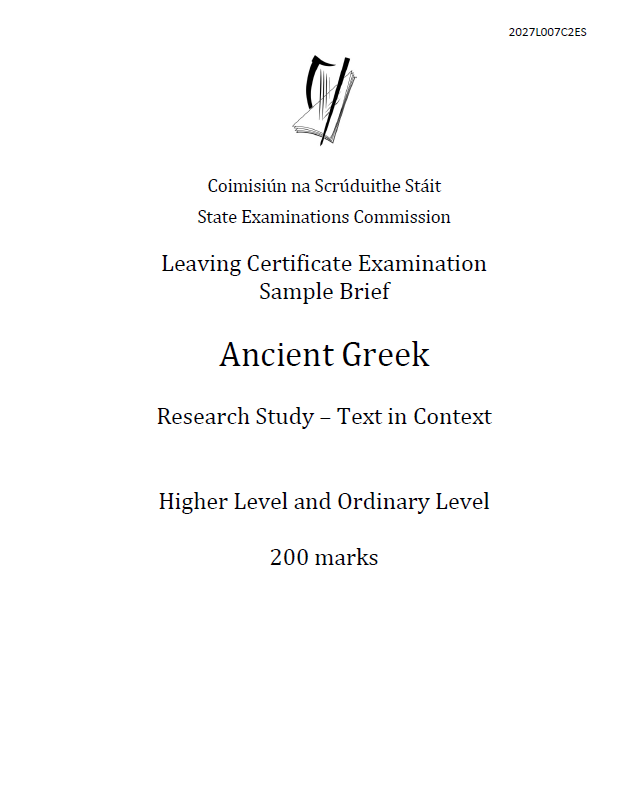 2027L007C2ES
Coimisiún na Scrúduithe Stáit
State Examinations Commission
Leaving Certificate Examination
Sample Brief
Ancient Greek
Research Study – Text in Context
Higher Level and Ordinary Level
200 marks